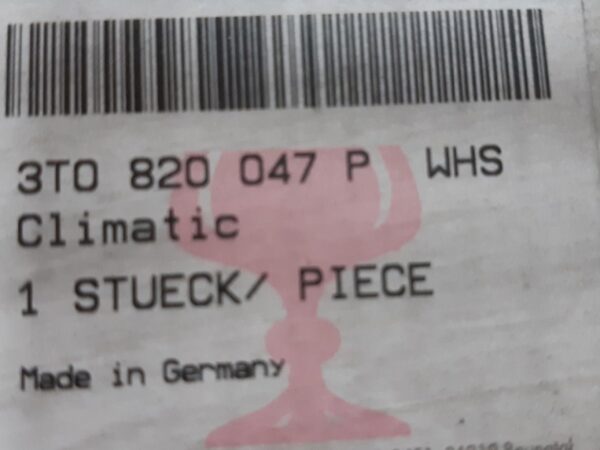 3T0 820 047 P WHS
Climatic
1 STUECK/ PIECE
Made in Germany